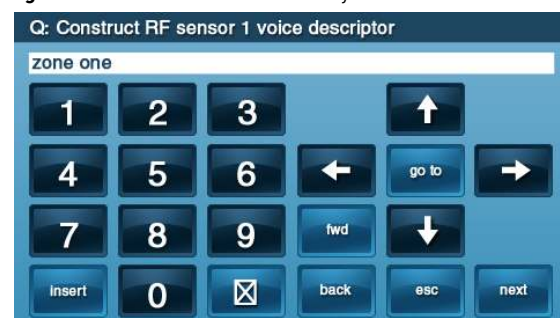 Q: Construct RF sensor 1 voice descriptor
zone one
1 2 3
4 5 6 go to
7 8 9 fwd
insert 0 back esc next